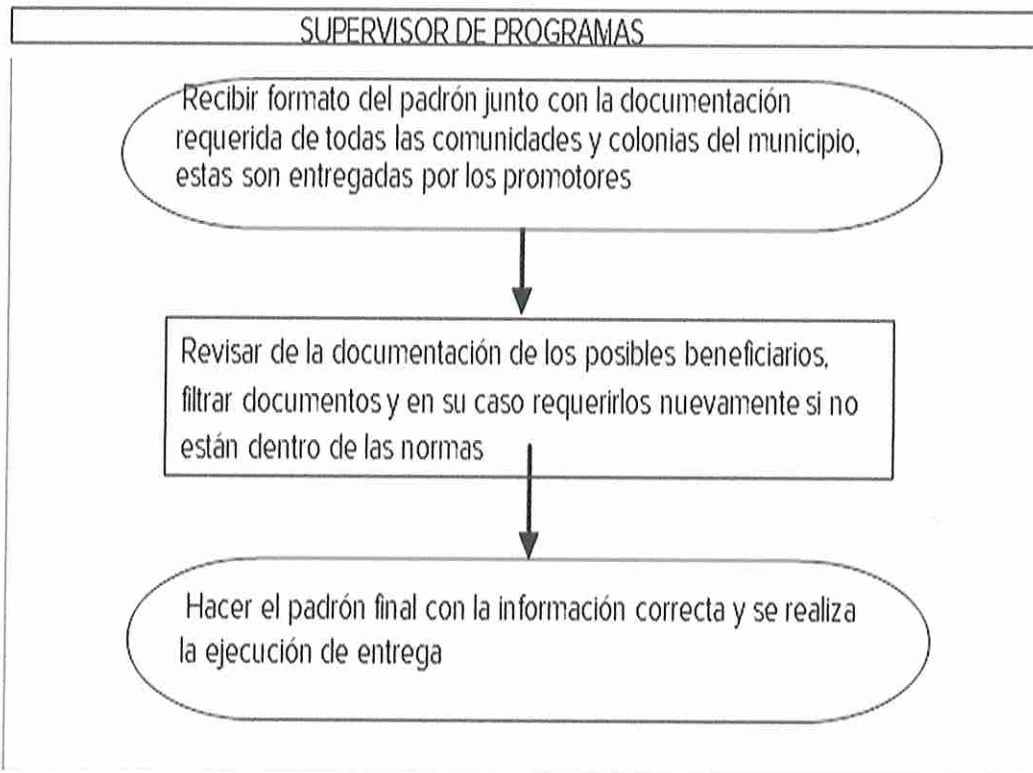 SUPERVISOR DE PROGRAMAS
Recibir formato del padrón junto con la documentación
requerida de todas las comunidades y colonias del municipio,
estas son entregadas por los promotores
Revisar de la documentación de los posibles beneficiarios,
filtrar documentos y en su caso requerirlos nuevamente si no
están dentro de las normas
Hacer el padrón final con la información correcta y se realiza
la ejecución de entrega